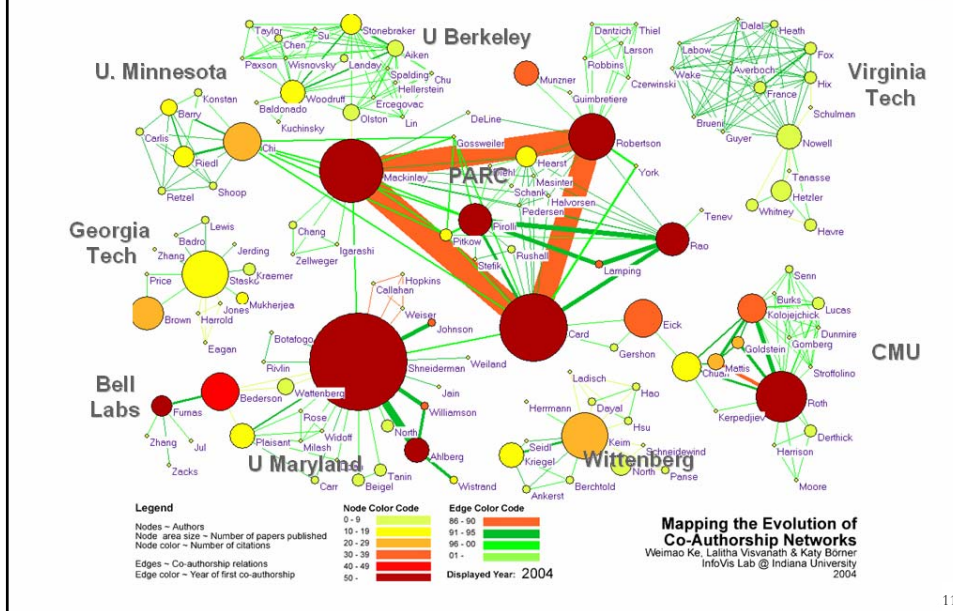 Taylor
Su
Stonebraker
Chen
Aiken
U Berkeley
Dantzich
Thiel
Dalal
Heath
Labow
Fox
Paxson
Wisnovsky
Landay
Larson
Robbins
Averboch
Virginia
Tech
U. Minnesota
Spalding
Chu
Hellerstein
Munzner
Czerwinski
Wake
Hix
France
Baldonado
Woodruff
Ercegovac
Guimbretiere
Schulman
Konstan
Barry
Kuchinsky
Olston
Lin
DeLine
Bruen
Guyer
Nowell
Carlis
Chi
Gossweiler
Robertson
Riedl
Mackinlay
PARC
Hearst
York
Masinter
Tanasse
Schank
Halvorsen
Hetzler
Retzel
Shoop
Pedersen
Whitney
Pirolli
Tenev
Havre
Georgia
Tech
Lewis
Badro
Chang
Pitkow
Rao
Zhang
Jerding
Igarashi
Rushall
Zellweger
Stefik
Lamping
Price
Stasko
Kraemer
Senn
Hopkins
Callahan
Burks
Lucas
Brown
Jones
Mukherjea
Harrold
Weiser
Johnson
Card
Eick
Kolojejchick
Dunmire
Botafogo
Goldstein
Gomberg
CMU
Eagan
Gershon
Mattis
Rivlin
Shneiderman
Weiland
Chuah
Stroffolino
Bell
Labs
Bederson
Wattenberg
Jain
Ladisch
Hao
Roth
Furnas
Williamson
Herrmann
Dayal
Kerpedjiev
Rose
Hsu
Zhang
Jul
Plaisant
Widoff
Milash
North
Keim
Derthick
U Maryland
Ahlberg
Seidl
Wittenberg
Schneidewind
Harrison
Zacks
Kriegel
North
Panse
Carr
Beigel
Tanin
Wistrand
Ankerst
Berchtold
Moore
Legend
Nodes ~ Authors
Node area size ~ Number of papers published
Node color ~ Number of citations
Edges ~ Co-authorship relations
Edge color ~ Year of first co-authorship
Node Color Code
0 - 9
10 - 19
20 - 29
30 - 39
40 - 49
50 -
Edge Color Code
86 - 90
91 - 95
96 - 00
01 -
Displayed Year: 2004
Mapping the Evolution of
Co-Authorship Networks
Weimao Ke, Lalitha Visvanath & Katy Börner
InfoVis Lab @ Indiana University
2004
11